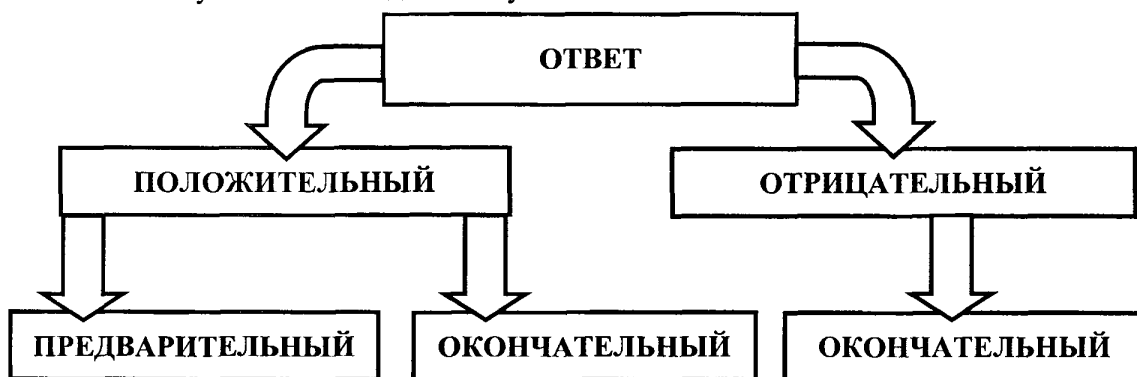 ОТВЕТ
ПОЛОЖИТЕЛЬНЫЙ ОТРИЦАТЕЛЬНЫЙ
ПРЕДВАРИТЕЛЬНЫЙ ОКОНЧАТЕЛЬНЫЙ ОКОНЧАТЕЛЬНЫЙ